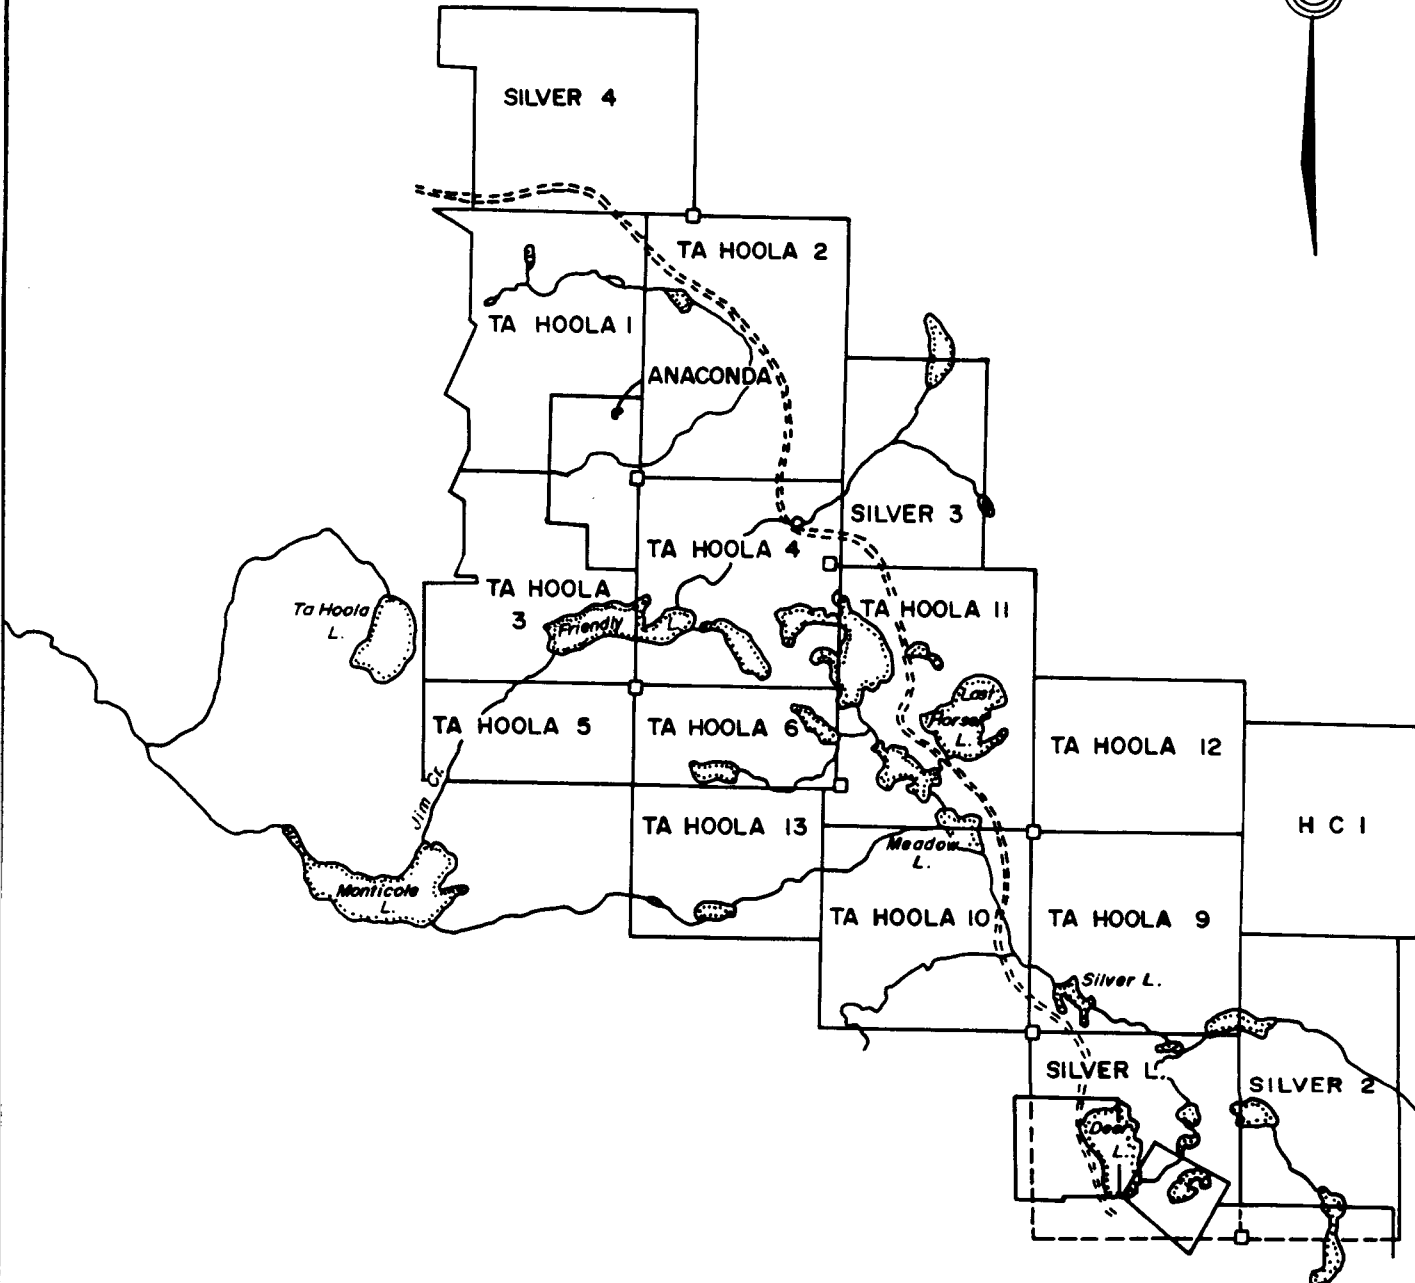 SILVER 4
TA HOOLA 2
TA HOOLA 1
ANACONDA
SILVER 3
TA HOOLA 4
TA HOOLA
3
Ta Hoola
L.
Friendly
L.
TA HOOLA 11
Last
Horse
L.
TA HOOLA 5
TA HOOLA 6
TA HOOLA 12
Jim Cr.
TA HOOLA 13
H C 1
Meadow
L.
Monticole
L.
TA HOOLA 10
TA HOOLA 9
Silver L.
SILVER L.
SILVER 2
Deer
L.